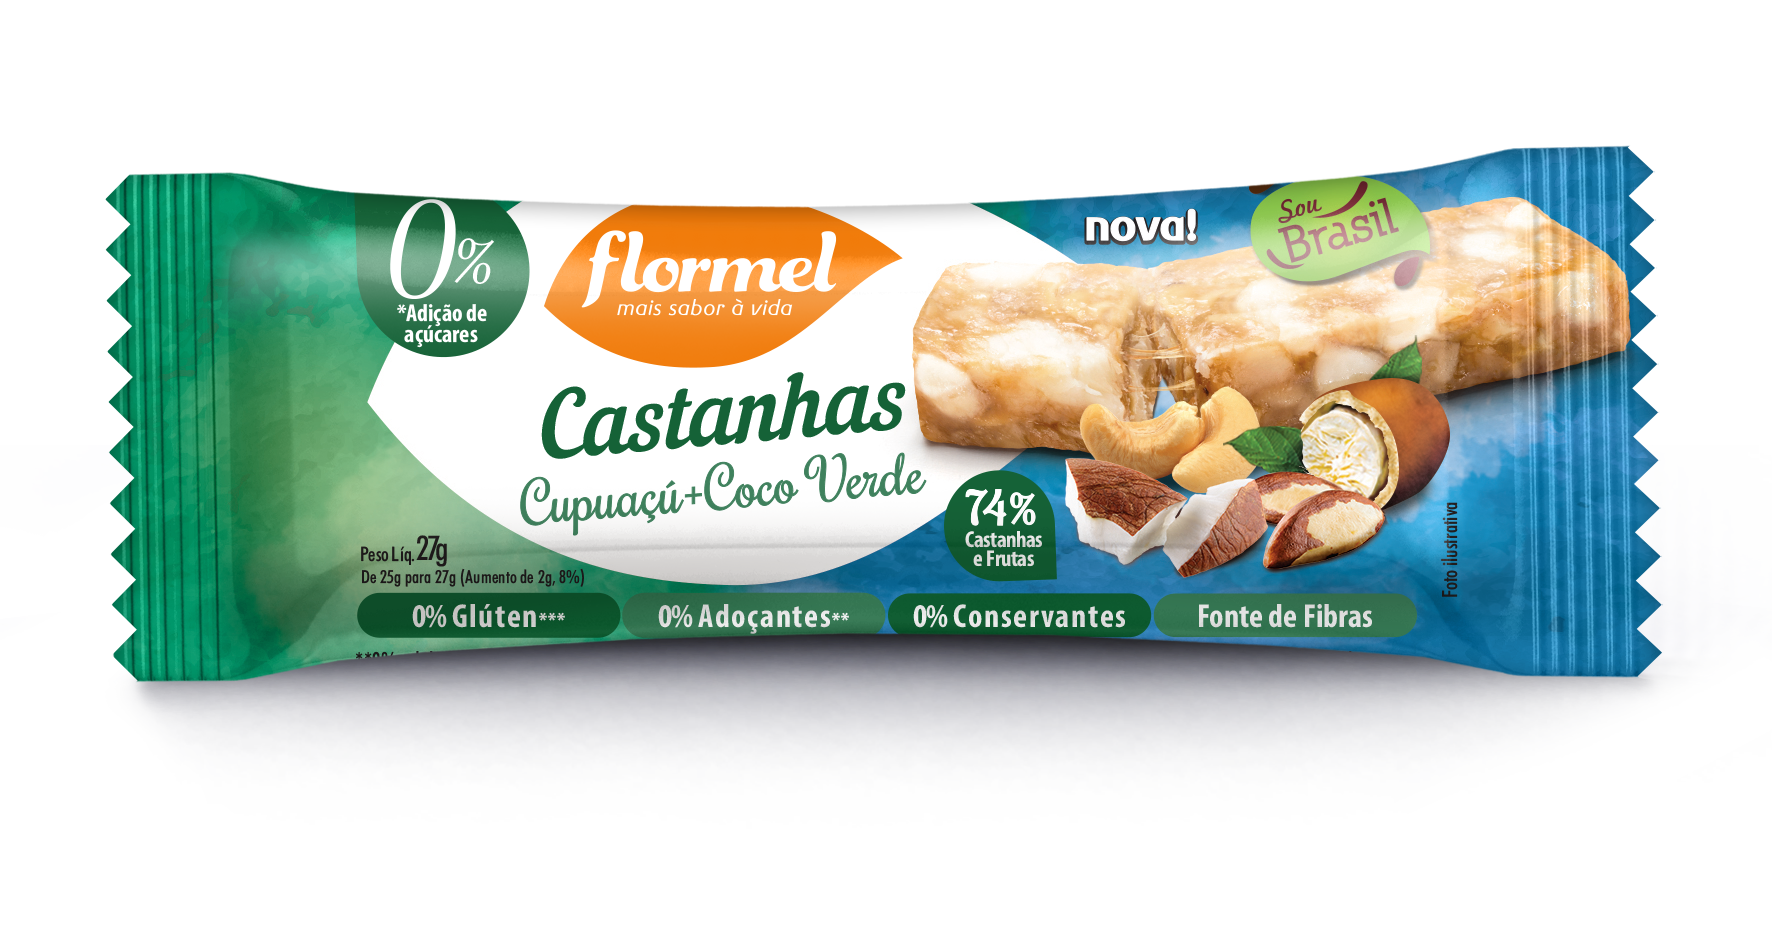 0%
*Adição de
açúcares
flormel
mais sabor à vida
nova!
Sou
Brasil
Castanhas
Cupuaçú+Coco Verde
74%
Castanhas
e Frutas
Peso Líq. 27g
De 25g para 27g (Aumento de 2g, 8%)
Foto ilustrativa
0% Glúten***
0% Adoçantes**
0% Conservantes
Fonte de Fibras